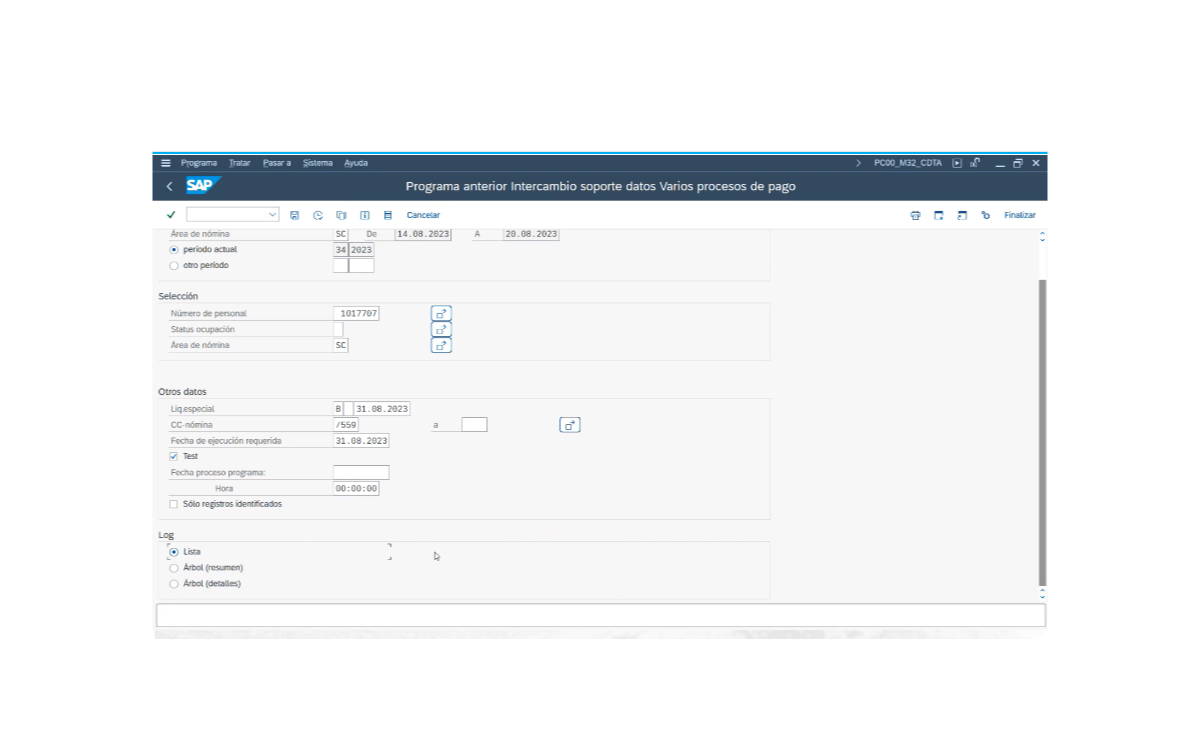 Programa Tratar Pasar a Sistema Ayuda PC00_M32_CDTA
SAP Programa anterior Intercambio soporte datos Varios procesos de pago
Cancelar Finalizar
Área de nómina SC De 14.08.2023 A 20.08.2023
período actual 34 2023
otro período
Selección
Número de personal 1017707
Status ocupación
Área de nómina SC
Otros datos
Liq.especial B 31.08.2023
CC-nómina /559 a
Fecha de ejecución requerida 31.08.2023
Test
Fecha proceso programa:
Hora 00:00:00
Sólo registros identificados
Log
Lista
Árbol (resumen)
Árbol (detalles)